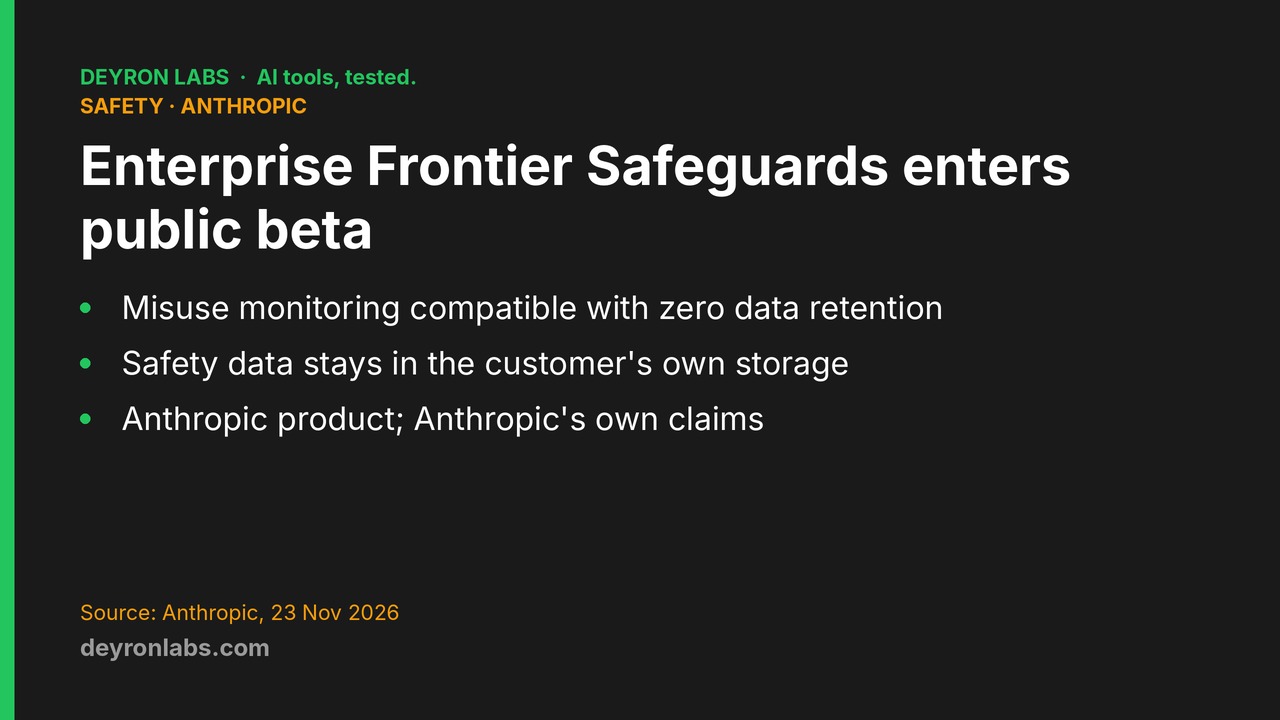 DEYRON LABS · AI tools, tested.
SAFETY · ANTHROPIC
Enterprise Frontier Safeguards enters
public beta
• Misuse monitoring compatible with zero data retention
• Safety data stays in the customer's own storage
• Anthropic product; Anthropic's own claims
Source: Anthropic, 23 Nov 2026
deyronlabs.com